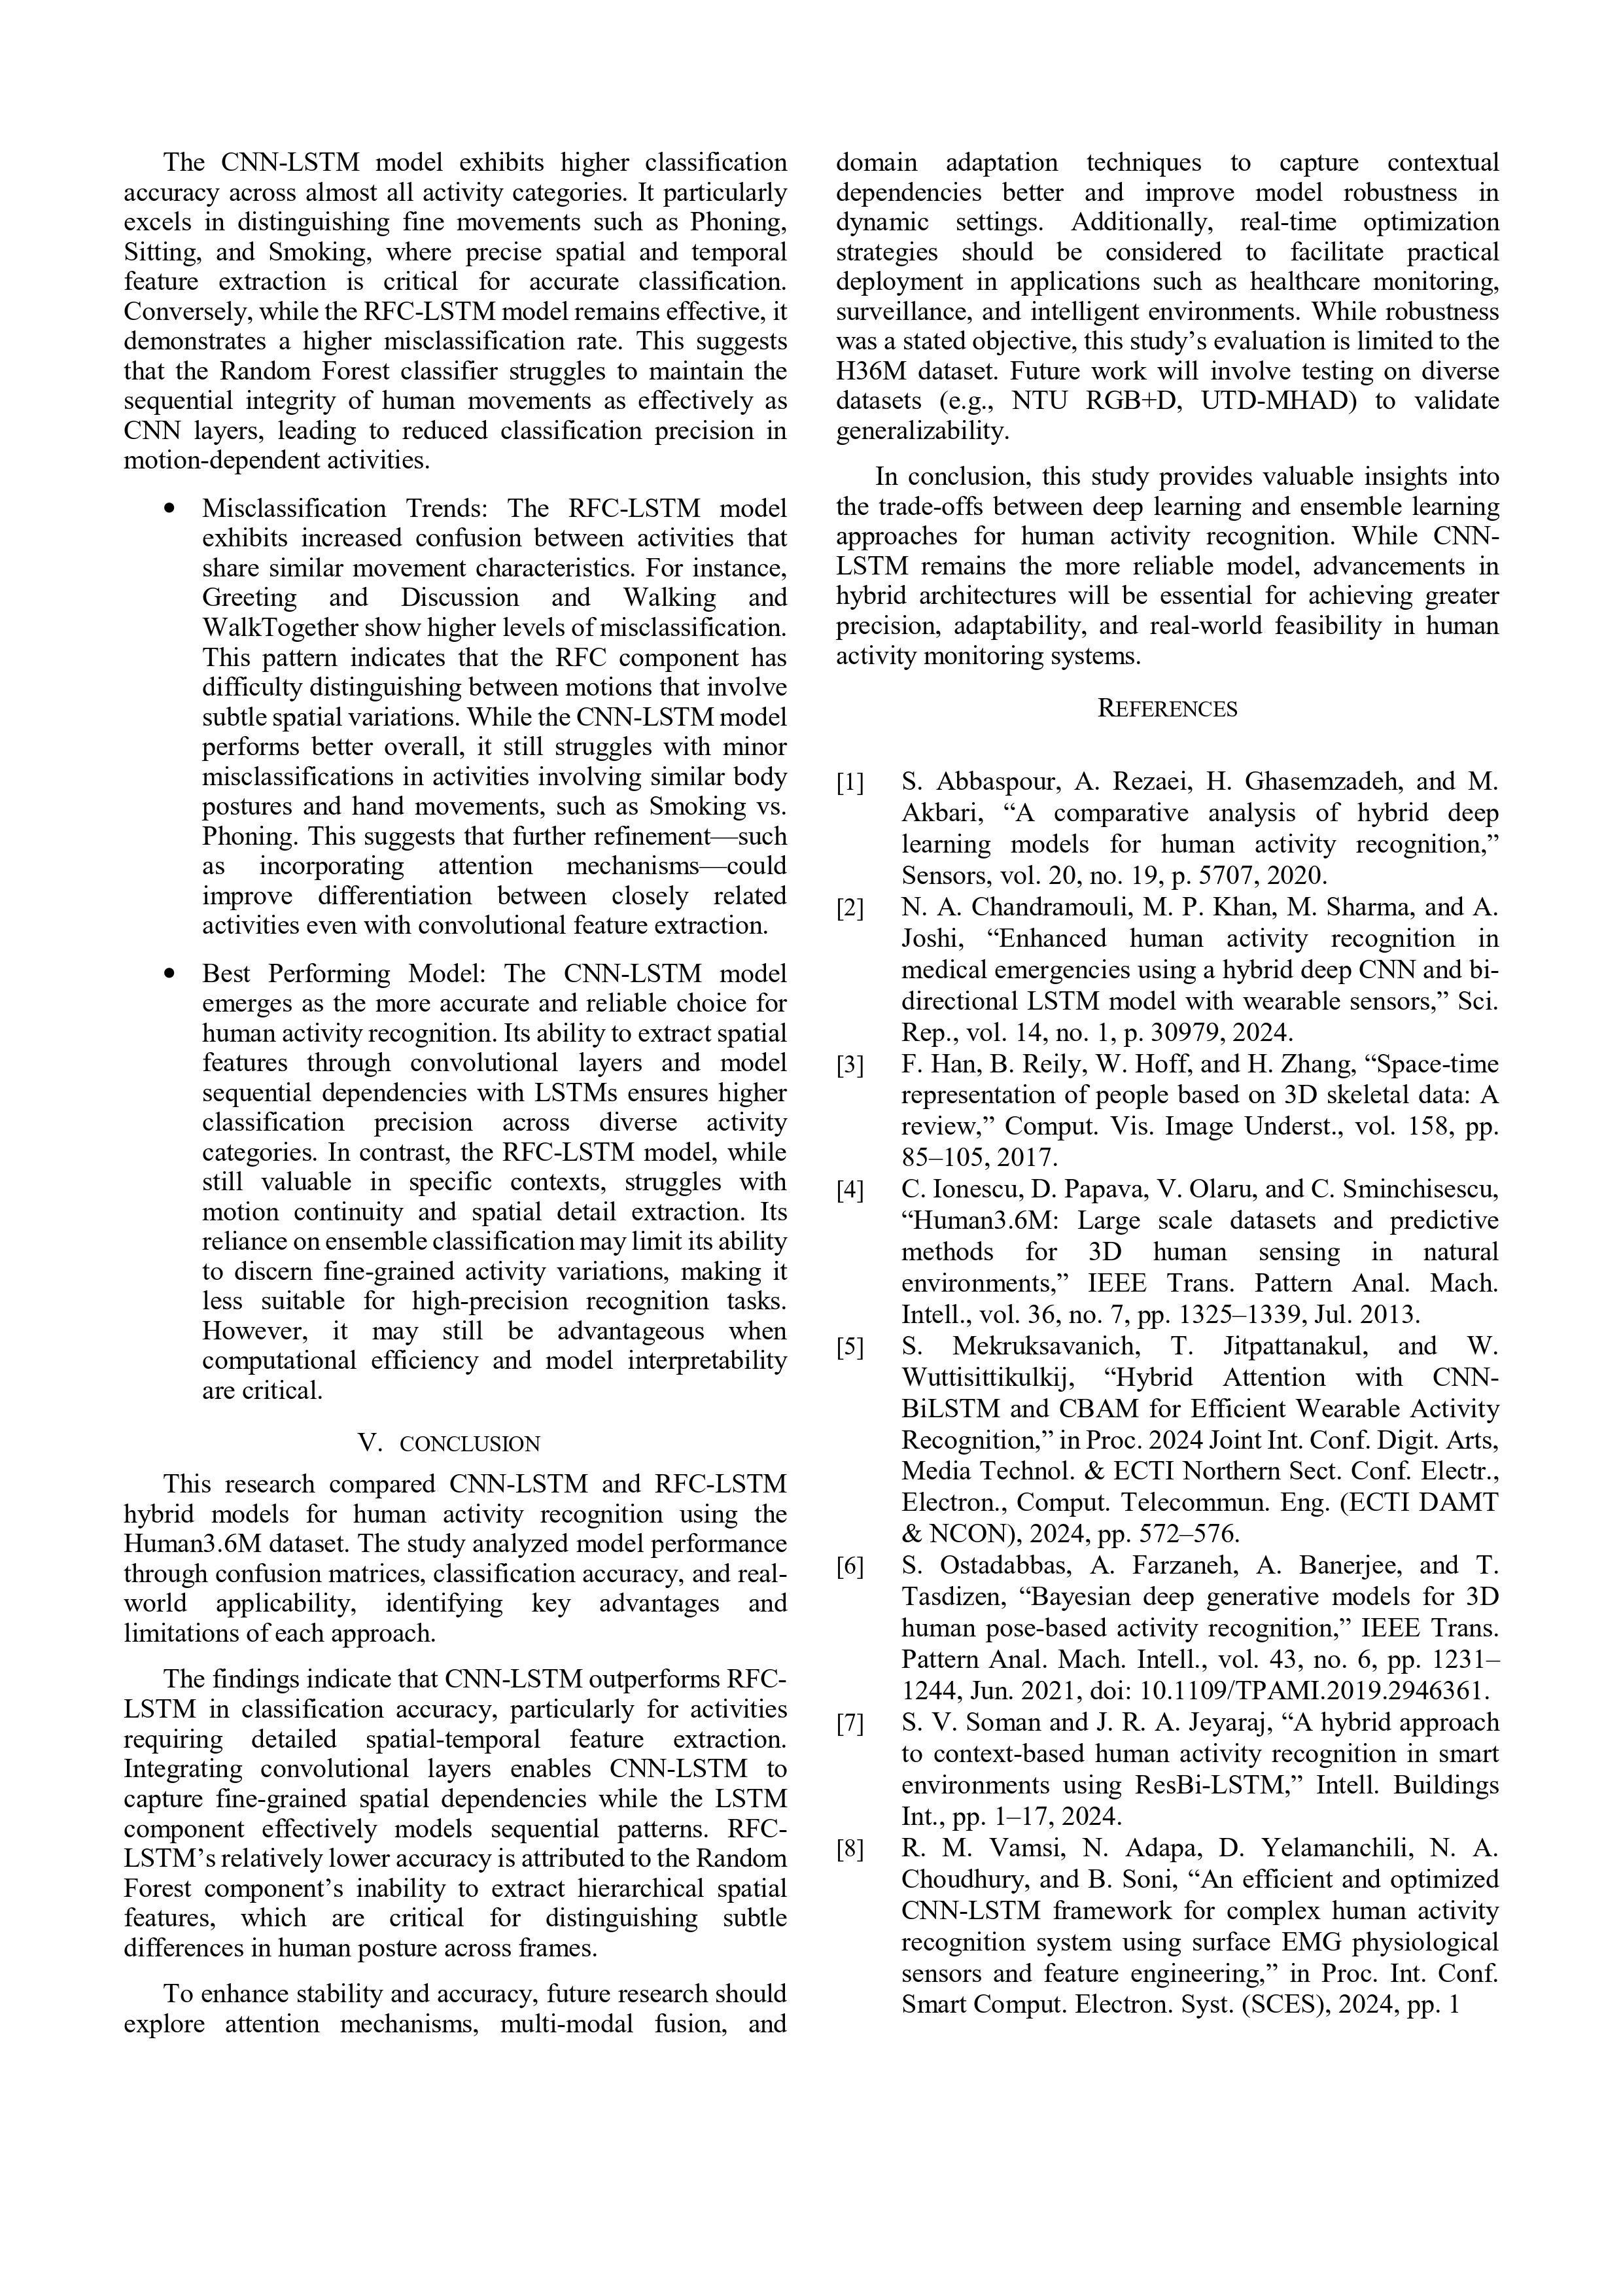 The CNN-LSTM model exhibits higher classification
accuracy across almost all activity categories. It particularly
excels in distinguishing fine movements such as Phoning,
Sitting, and Smoking, where precise spatial and temporal
feature extraction is critical for accurate classification.
Conversely, while the RFC-LSTM model remains effective, it
demonstrates a higher misclassification rate. This suggests
that the Random Forest classifier struggles to maintain the
sequential integrity of human movements as effectively as
CNN layers, leading to reduced classification precision in
motion-dependent activities.
• Misclassification Trends: The RFC-LSTM model
exhibits increased confusion between activities that
share similar movement characteristics. For instance,
Greeting and Discussion and Walking and
WalkTogether show higher levels of misclassification.
This pattern indicates that the RFC component has
difficulty distinguishing between motions that involve
subtle spatial variations. While the CNN-LSTM model
performs better overall, it still struggles with minor
misclassifications in activities involving similar body
postures and hand movements, such as Smoking vs.
Phoning. This suggests that further refinement—such
as incorporating attention mechanisms—could
improve differentiation between closely related
activities even with convolutional feature extraction.
• Best Performing Model: The CNN-LSTM model
emerges as the more accurate and reliable choice for
human activity recognition. Its ability to extract spatial
features through convolutional layers and model
sequential dependencies with LSTMs ensures higher
classification precision across diverse activity
categories. In contrast, the RFC-LSTM model, while
still valuable in specific contexts, struggles with
motion continuity and spatial detail extraction. Its
reliance on ensemble classification may limit its ability
to discern fine-grained activity variations, making it
less suitable for high-precision recognition tasks.
However, it may still be advantageous when
computational efficiency and model interpretability
are critical.
V. CONCLUSION
This research compared CNN-LSTM and RFC-LSTM
hybrid models for human activity recognition using the
Human3.6M dataset. The study analyzed model performance
through confusion matrices, classification accuracy, and real-
world applicability, identifying key advantages and
limitations of each approach.
The findings indicate that CNN-LSTM outperforms RFC-
LSTM in classification accuracy, particularly for activities
requiring detailed spatial-temporal feature extraction.
Integrating convolutional layers enables CNN-LSTM to
capture fine-grained spatial dependencies while the LSTM
component effectively models sequential patterns. RFC-
LSTM’s relatively lower accuracy is attributed to the Random
Forest component’s inability to extract hierarchical spatial
features, which are critical for distinguishing subtle
differences in human posture across frames.
To enhance stability and accuracy, future research should
explore attention mechanisms, multi-modal fusion, and
domain adaptation techniques to capture contextual
dependencies better and improve model robustness in
dynamic settings. Additionally, real-time optimization
strategies should be considered to facilitate practical
deployment in applications such as healthcare monitoring,
surveillance, and intelligent environments. While robustness
was a stated objective, this study’s evaluation is limited to the
H36M dataset. Future work will involve testing on diverse
datasets (e.g., NTU RGB+D, UTD-MHAD) to validate
generalizability.
In conclusion, this study provides valuable insights into
the trade-offs between deep learning and ensemble learning
approaches for human activity recognition. While CNN-
LSTM remains the more reliable model, advancements in
hybrid architectures will be essential for achieving greater
precision, adaptability, and real-world feasibility in human
activity monitoring systems.
REFERENCES
[1] S. Abbaspour, A. Rezaei, H. Ghasemzadeh, and M.
Akbari, “A comparative analysis of hybrid deep
learning models for human activity recognition,”
Sensors, vol. 20, no. 19, p. 5707, 2020.
[2] N. A. Chandramouli, M. P. Khan, M. Sharma, and A.
Joshi, “Enhanced human activity recognition in
medical emergencies using a hybrid deep CNN and bi-
directional LSTM model with wearable sensors,” Sci.
Rep., vol. 14, no. 1, p. 30979, 2024.
[3] F. Han, B. Reily, W. Hoff, and H. Zhang, “Space-time
representation of people based on 3D skeletal data: A
review,” Comput. Vis. Image Underst., vol. 158, pp.
85–105, 2017.
[4] C. Ionescu, D. Papava, V. Olaru, and C. Sminchisescu,
“Human3.6M: Large scale datasets and predictive
methods for 3D human sensing in natural
environments,” IEEE Trans. Pattern Anal. Mach.
Intell., vol. 36, no. 7, pp. 1325–1339, Jul. 2013.
[5] S. Mekruksavanich, T. Jitpattanakul, and W.
Wuttisittikulkij, “Hybrid Attention with CNN-
BiLSTM and CBAM for Efficient Wearable Activity
Recognition,” in Proc. 2024 Joint Int. Conf. Digit. Arts,
Media Technol. & ECTI Northern Sect. Conf. Electr.,
Electron., Comput. Telecommun. Eng. (ECTI DAMT
& NCON), 2024, pp. 572–576.
[6] S. Ostadabbas, A. Farzaneh, A. Banerjee, and T.
Tasdizen, “Bayesian deep generative models for 3D
human pose-based activity recognition,” IEEE Trans.
Pattern Anal. Mach. Intell., vol. 43, no. 6, pp. 1231–
1244, Jun. 2021, doi: 10.1109/TPAMI.2019.2946361.
[7] S. V. Soman and J. R. A. Jeyaraj, “A hybrid approach
to context-based human activity recognition in smart
environments using ResBi-LSTM,” Intell. Buildings
Int., pp. 1–17, 2024.
[8] R. M. Vamsi, N. Adapa, D. Yelamanchili, N. A.
Choudhury, and B. Soni, “An efficient and optimized
CNN-LSTM framework for complex human activity
recognition system using surface EMG physiological
sensors and feature engineering,” in Proc. Int. Conf.
Smart Comput. Electron. Syst. (SCES), 2024, pp. 1